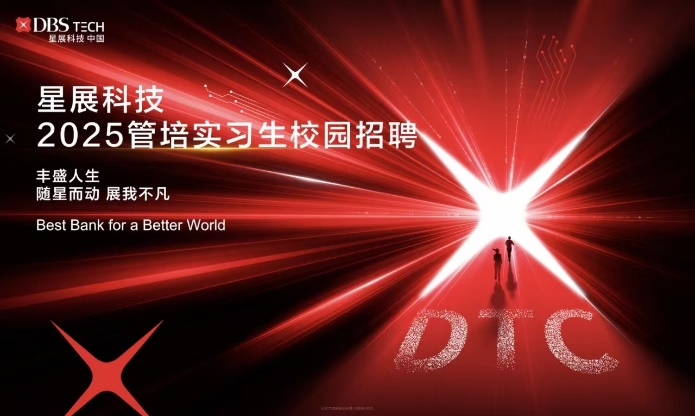 DBS TECH
星展科技 中国
星展科技
2025管培实习生校园招聘
丰盛人生
随星而动 展我不凡
Best Bank for a Better World
DTC